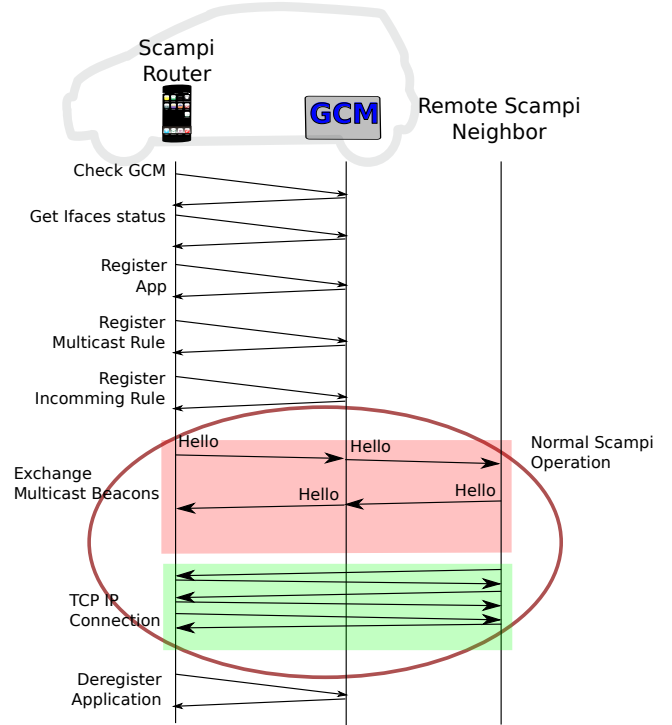 Scampi
Router
GCM
Remote Scampi
Neighbor
Check GCM
Get Ifaces status
Register
App
Register
Multicast Rule
Register
Incomming Rule
Hello
Hello
Normal Scampi
Operation
Exchange
Multicast Beacons
Hello
Hello
TCP IP
Connection
Deregister
Application